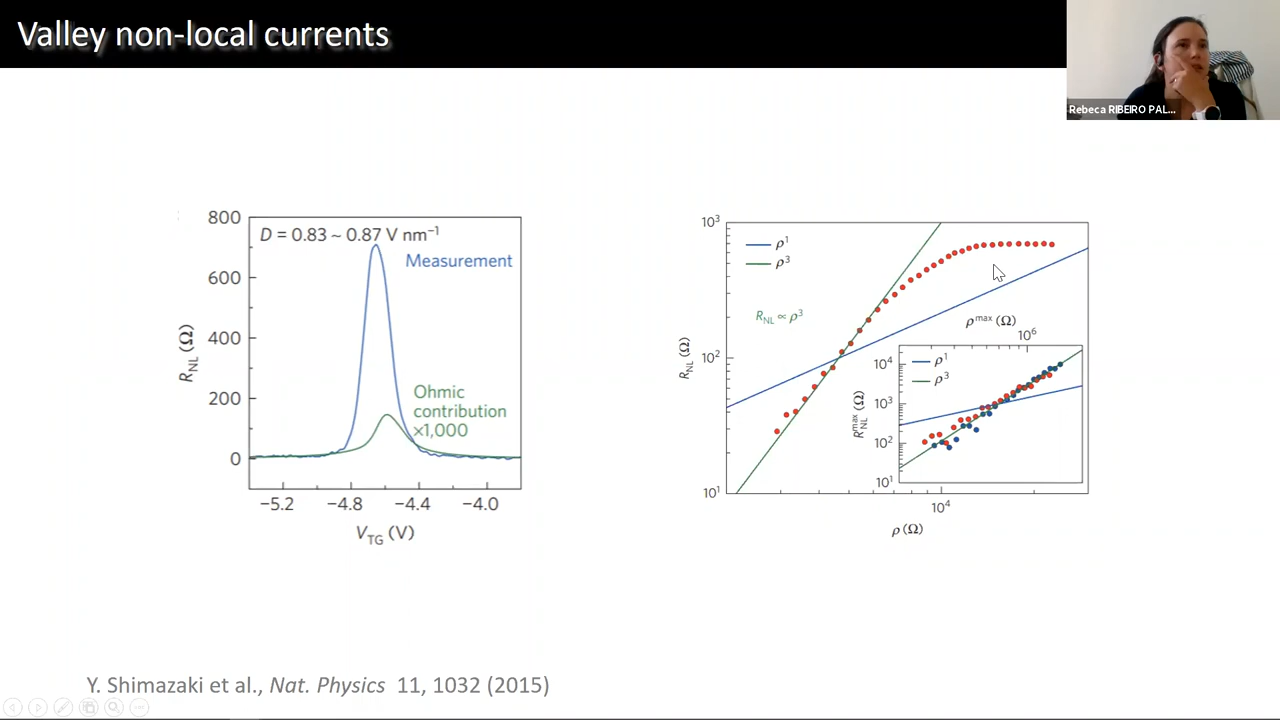 Valley non-local currents
Rebeca RIBEIRO PAL...
800
600
400
200
0
R_NL (Ω)
D = 0.83 ~ 0.87 V nm⁻¹
Measurement
Ohmic
contribution
×1,000
−5.2 −4.8 −4.4 −4.0
V_TG (V)
10³
10²
10¹
R_NL (Ω)
ρ¹
ρ³
R_NL ∝ ρ³
10⁴
ρ (Ω)
ρ^max (Ω)
10⁶
ρ¹
ρ³
10⁴
10³
10²
10¹
R_NL^max (Ω)
Y. Shimazaki et al., Nat. Physics 11, 1032 (2015)